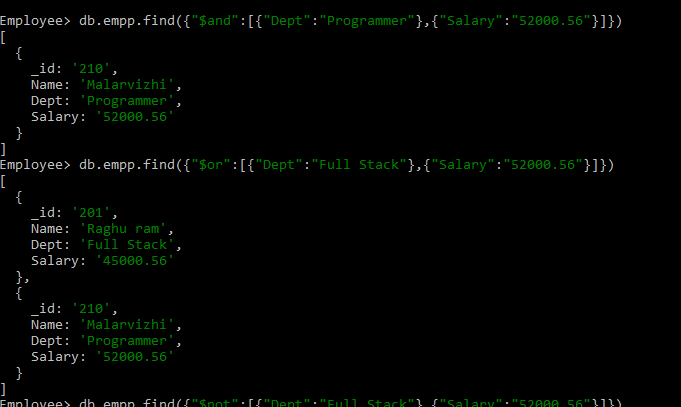 Employee> db.empp.find({"$and":[{"Dept":"Programmer"},{"Salary":"52000.56"}]})
[
  {
    _id: '210',
    Name: 'Malarvizhi',
    Dept: 'Programmer',
    Salary: '52000.56'
  }
]
Employee> db.empp.find({"$or":[{"Dept":"Full Stack"},{"Salary":"52000.56"}]})
[
  {
    _id: '201',
    Name: 'Raghu ram',
    Dept: 'Full Stack',
    Salary: '45000.56'
  },
  {
    _id: '210',
    Name: 'Malarvizhi',
    Dept: 'Programmer',
    Salary: '52000.56'
  }
]
Employee> db.empp.find({"$not":[{"Dept":"Full Stack"},{"Salary":"52000.56"}]})